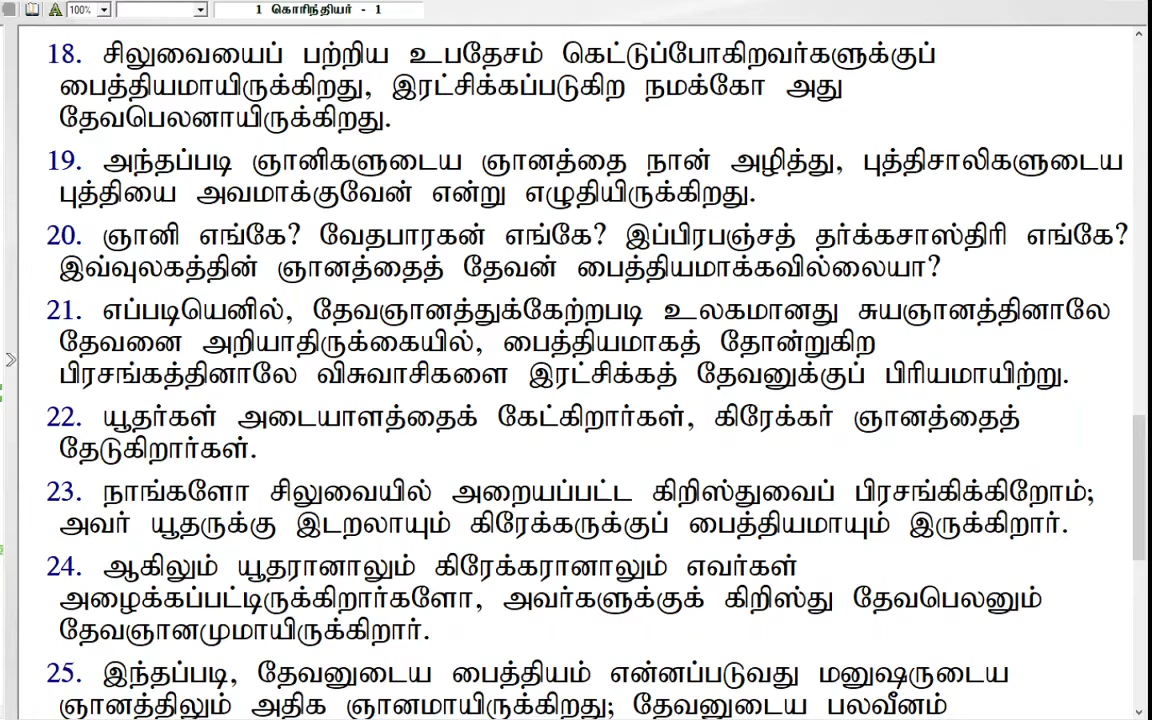 100%
1 கொரிந்தியர் - 1
18. சிலுவையைப் பற்றிய உபதேசம் கெட்டுப்போகிறவர்களுக்குப்
பைத்தியமாயிருக்கிறது, இரட்சிக்கப்படுகிற நமக்கோ அது
தேவபெலனாயிருக்கிறது.
19. அந்தப்படி ஞானிகளுடைய ஞானத்தை நான் அழித்து, புத்திசாலிகளுடைய
புத்தியை அவமாக்குவேன் என்று எழுதியிருக்கிறது.
20. ஞானி எங்கே? வேதபாரகன் எங்கே? இப்பிரபஞ்சத் தர்க்கசாஸ்திரி எங்கே?
இவ்வுலகத்தின் ஞானத்தைத் தேவன் பைத்தியமாக்கவில்லையா?
21. எப்படியெனில், தேவஞானத்துக்கேற்றபடி உலகமானது சுயஞானத்தினாலே
தேவனை அறியாதிருக்கையில், பைத்தியமாகத் தோன்றுகிற
பிரசங்கத்தினாலே விசுவாசிகளை இரட்சிக்கத் தேவனுக்குப் பிரியமாயிற்று.
22. யூதர்கள் அடையாளத்தைக் கேட்கிறார்கள், கிரேக்கர் ஞானத்தைத்
தேடுகிறார்கள்.
23. நாங்களோ சிலுவையில் அறையப்பட்ட கிறிஸ்துவைப் பிரசங்கிக்கிறோம்;
அவர் யூதருக்கு இடறலாயும் கிரேக்கருக்குப் பைத்தியமாயும் இருக்கிறார்.
24. ஆகிலும் யூதரானாலும் கிரேக்கரானாலும் எவர்கள்
அழைக்கப்பட்டிருக்கிறார்களோ, அவர்களுக்குக் கிறிஸ்து தேவபெலனும்
தேவஞானமுமாயிருக்கிறார்.
25. இந்தப்படி, தேவனுடைய பைத்தியம் என்னப்படுவது மனுஷருடைய
ஞானத்திலும் அதிக ஞானமாயிருக்கிறது; தேவனுடைய பலவீனம்